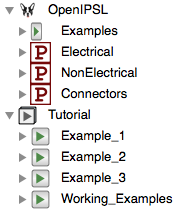 OpenIPSL
Examples
P Electrical
P NonElectrical
P Connectors
Tutorial
Example_1
Example_2
Example_3
Working_Examples